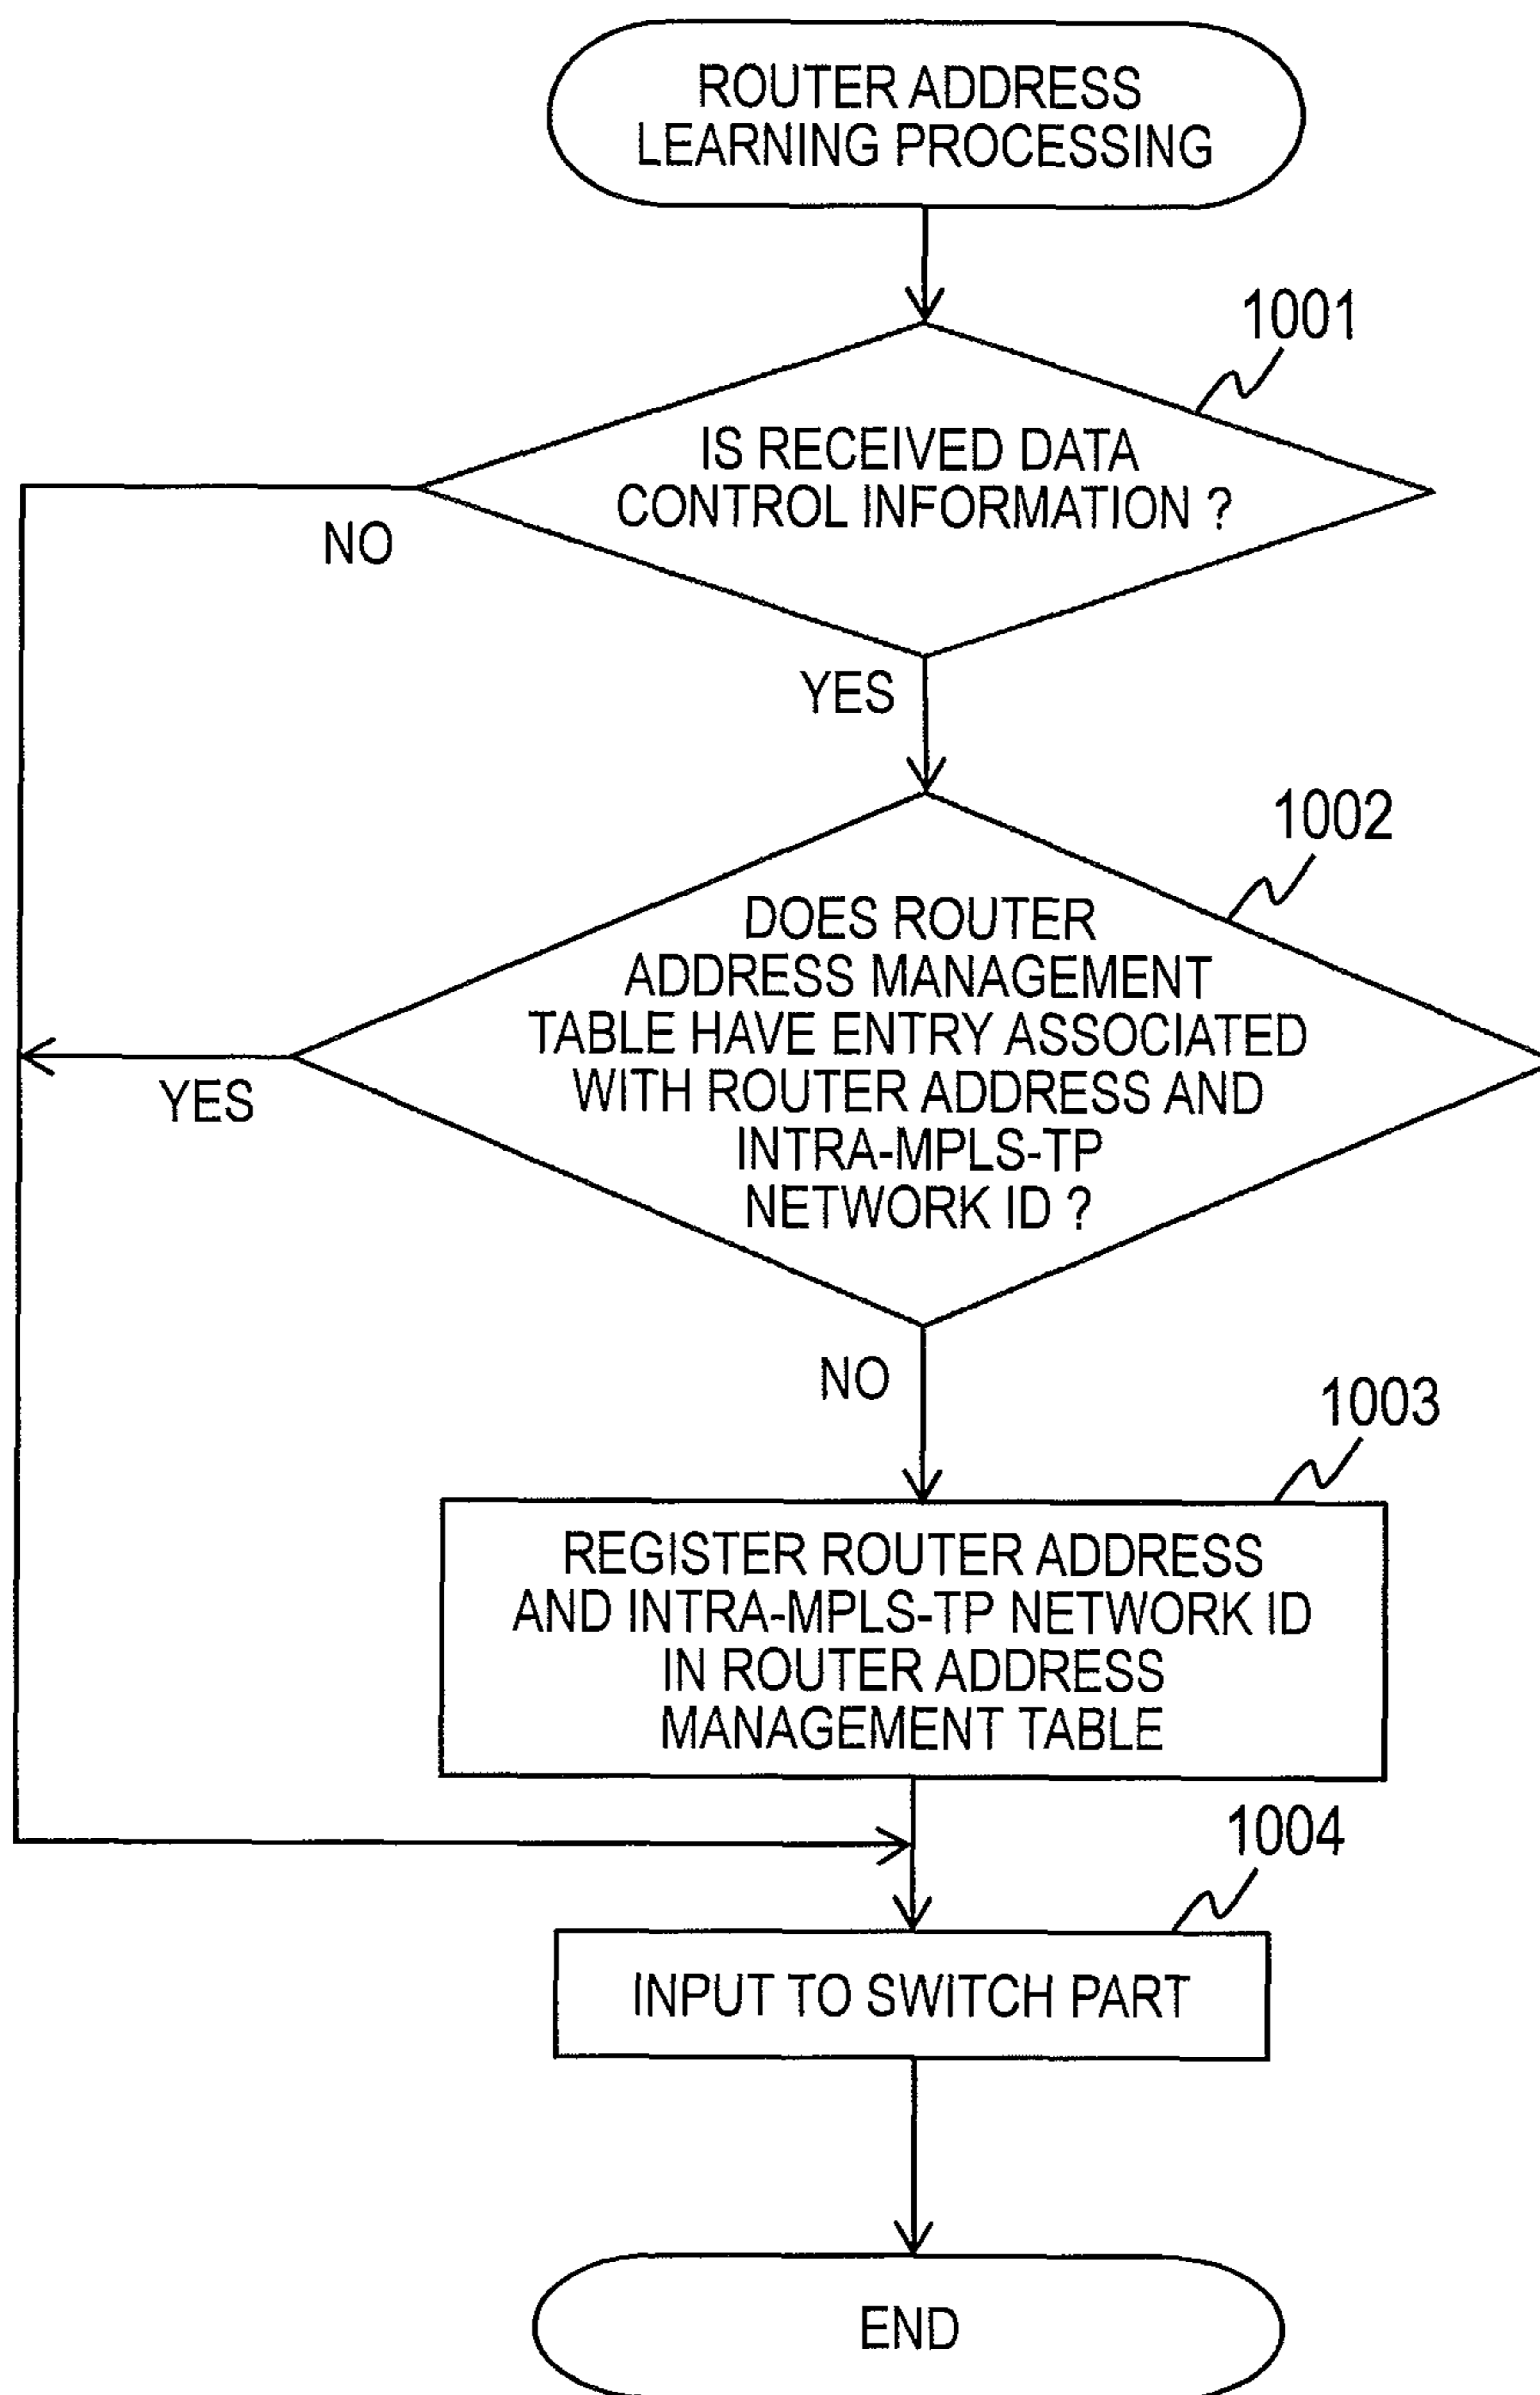 ROUTER ADDRESS
LEARNING PROCESSING
1001
IS RECEIVED DATA
CONTROL INFORMATION ?
NO
YES
1002
DOES ROUTER
ADDRESS MANAGEMENT
TABLE HAVE ENTRY ASSOCIATED
WITH ROUTER ADDRESS AND
INTRA-MPLS-TP
NETWORK ID ?
YES
NO
1003
REGISTER ROUTER ADDRESS
AND INTRA-MPLS-TP NETWORK ID
IN ROUTER ADDRESS
MANAGEMENT TABLE
1004
INPUT TO SWITCH PART
END